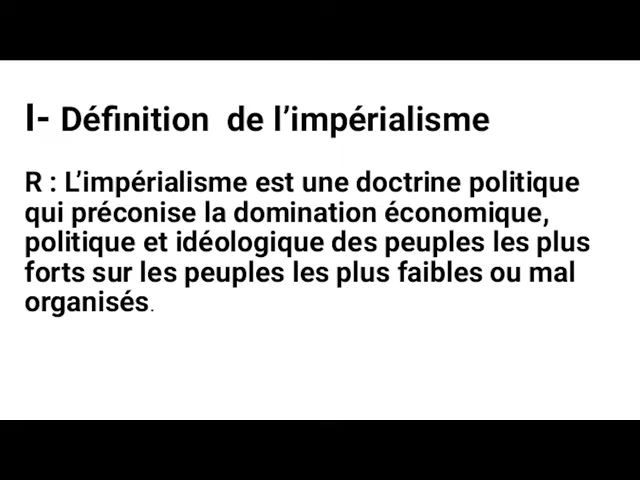 I- Définition  de l’impérialisme
R : L’impérialisme est une doctrine politique
qui préconise la domination économique,
politique et idéologique des peuples les plus
forts sur les peuples les plus faibles ou mal
organisés.